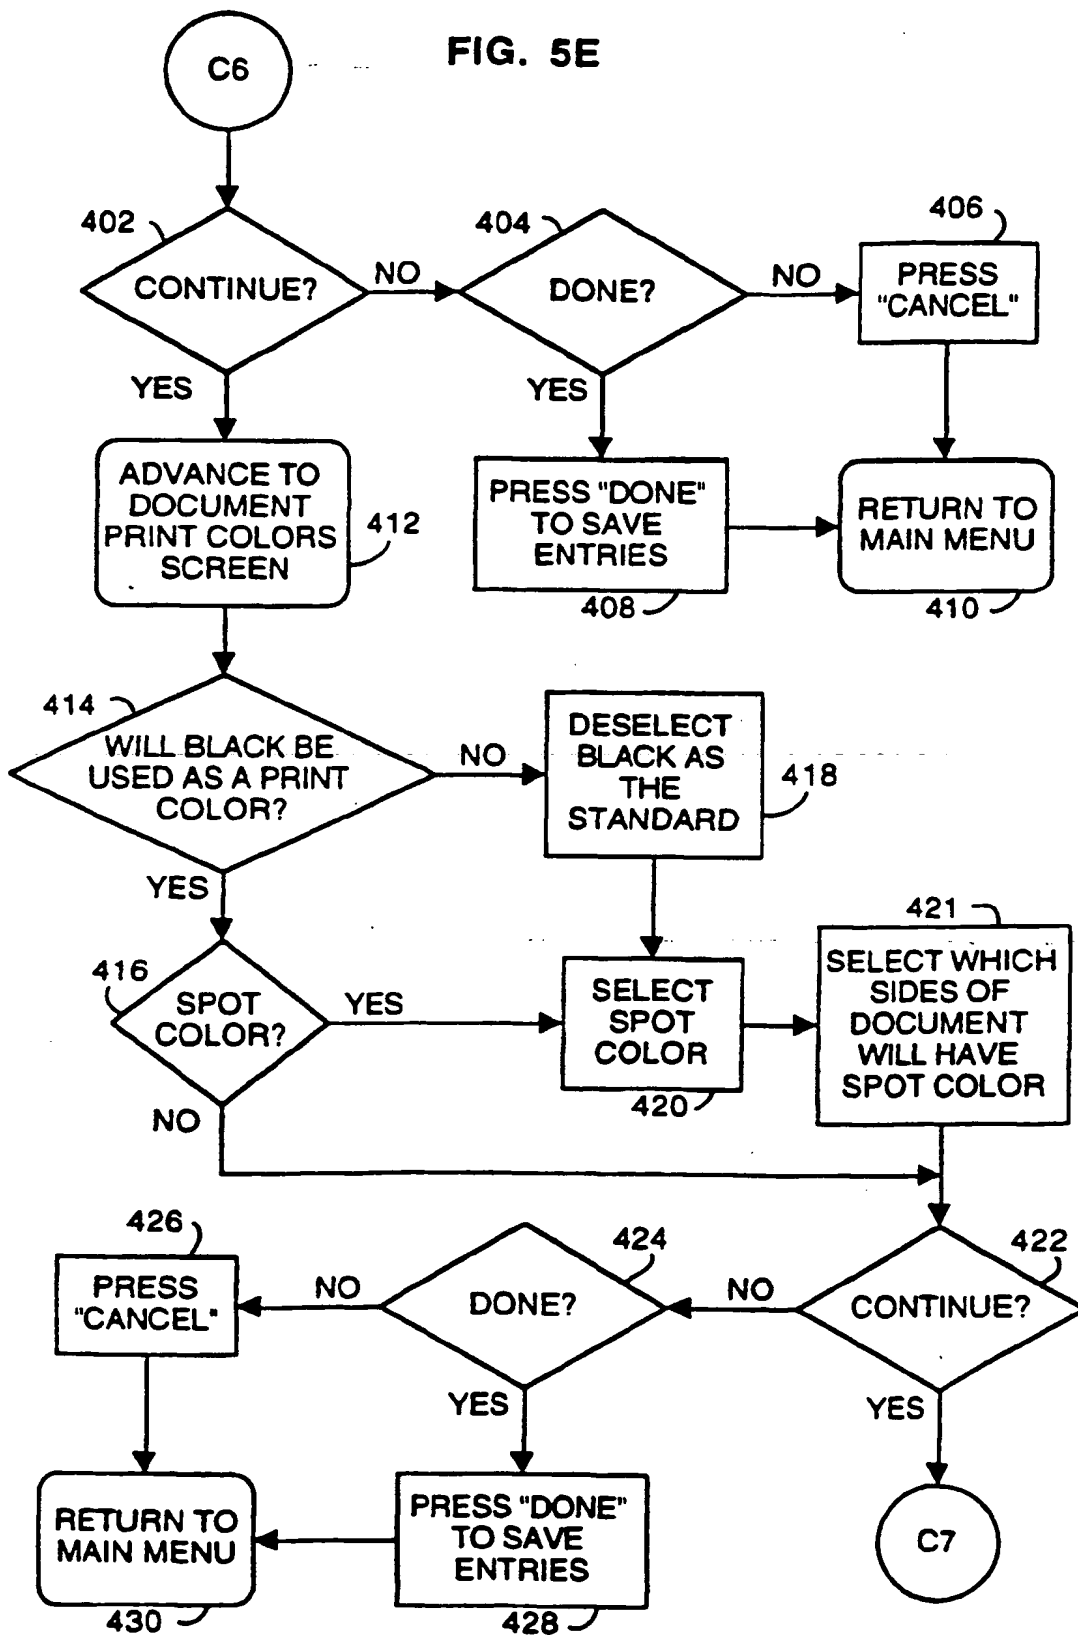 FIG. 5E
C6
402
CONTINUE?
NO
404
DONE?
NO
406
PRESS
"CANCEL"
YES
YES
ADVANCE TO
DOCUMENT
PRINT COLORS
SCREEN
412
PRESS "DONE"
TO SAVE
ENTRIES
408
RETURN TO
MAIN MENU
410
414
WILL BLACK BE
USED AS A PRINT
COLOR?
NO
DESELECT
BLACK AS
THE
STANDARD
418
YES
416
SPOT
COLOR?
YES
SELECT
SPOT
COLOR
420
421
SELECT WHICH
SIDES OF
DOCUMENT
WILL HAVE
SPOT COLOR
NO
426
PRESS
"CANCEL"
NO
424
DONE?
NO
422
CONTINUE?
YES
YES
RETURN TO
MAIN MENU
430
PRESS "DONE"
TO SAVE
ENTRIES
428
C7